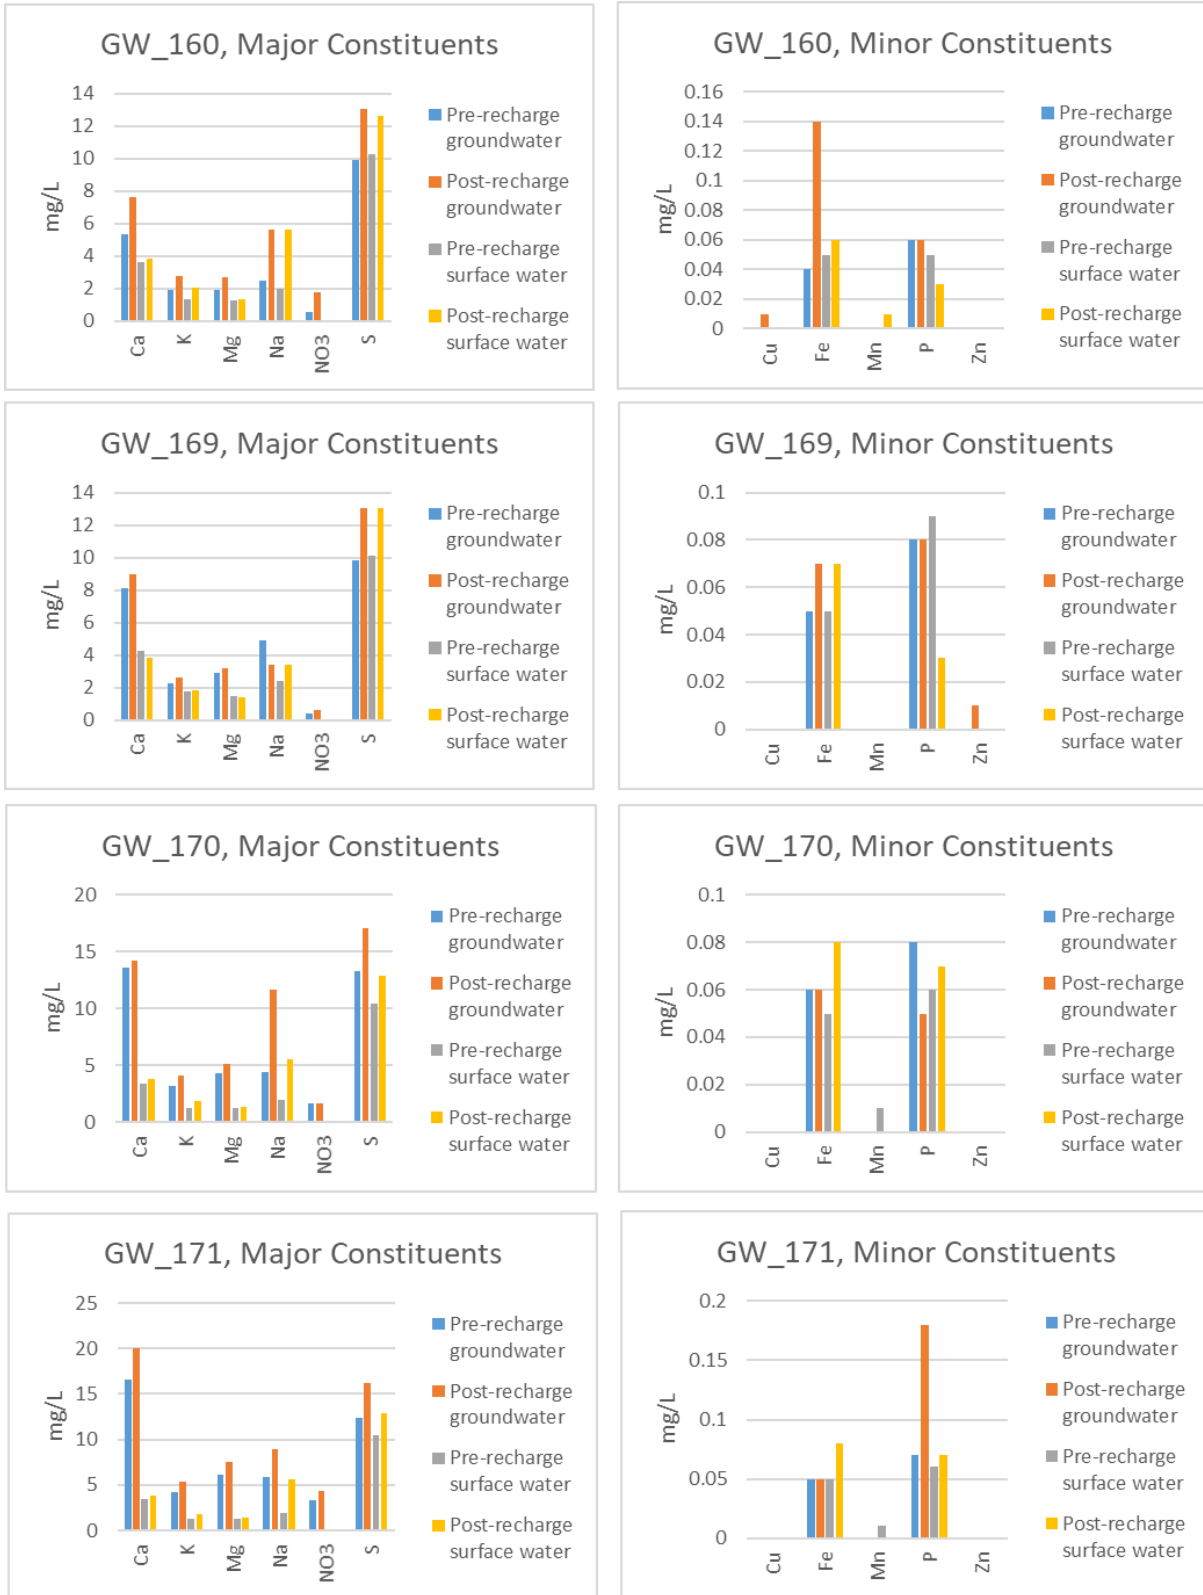 GW_160, Major Constituents
14
12
10
8
6
4
2
0
mg/L
Ca
K
Mg
Na
NO3
S
Pre-recharge
groundwater
Post-recharge
groundwater
Pre-recharge
surface water
Post-recharge
surface water
GW_160, Minor Constituents
0.16
0.14
0.12
0.1
0.08
0.06
0.04
0.02
0
mg/L
Cu
Fe
Mn
P
Zn
Pre-recharge
groundwater
Post-recharge
groundwater
Pre-recharge
surface water
Post-recharge
surface water
GW_169, Major Constituents
14
12
10
8
6
4
2
0
mg/L
Ca
K
Mg
Na
NO3
S
Pre-recharge
groundwater
Post-recharge
groundwater
Pre-recharge
surface water
Post-recharge
surface water
GW_169, Minor Constituents
0.1
0.08
0.06
0.04
0.02
0
mg/L
Cu
Fe
Mn
P
Zn
Pre-recharge
groundwater
Post-recharge
groundwater
Pre-recharge
surface water
Post-recharge
surface water
GW_170, Major Constituents
20
15
10
5
0
mg/L
Ca
K
Mg
Na
NO3
S
Pre-recharge
groundwater
Post-recharge
groundwater
Pre-recharge
surface water
Post-recharge
surface water
GW_170, Minor Constituents
0.1
0.08
0.06
0.04
0.02
0
mg/L
Cu
Fe
Mn
P
Zn
Pre-recharge
groundwater
Post-recharge
groundwater
Pre-recharge
surface water
Post-recharge
surface water
GW_171, Major Constituents
25
20
15
10
5
0
mg/L
Ca
K
Mg
Na
NO3
S
Pre-recharge
groundwater
Post-recharge
groundwater
Pre-recharge
surface water
Post-recharge
surface water
GW_171, Minor Constituents
0.2
0.15
0.1
0.05
0
mg/L
Cu
Fe
Mn
P
Zn
Pre-recharge
groundwater
Post-recharge
groundwater
Pre-recharge
surface water
Post-recharge
surface water